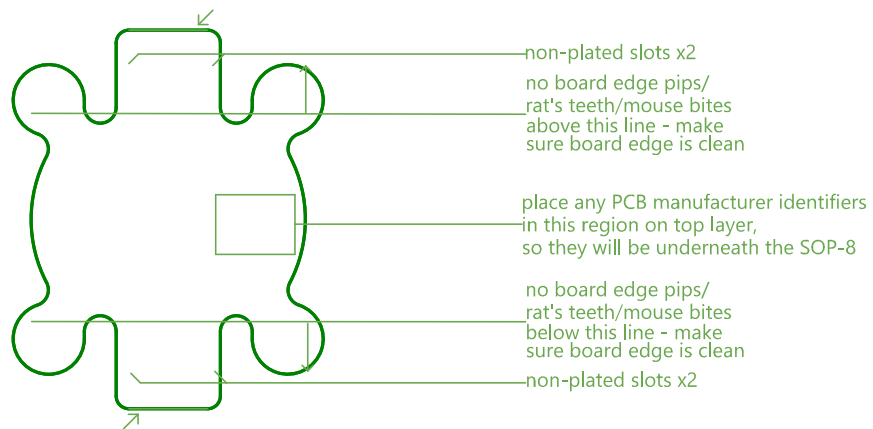 non-plated slots x2
no board edge pips/
rat's teeth/mouse bites
above this line - make
sure board edge is clean
place any PCB manufacturer identifiers
in this region on top layer,
so they will be underneath the SOP-8
no board edge pips/
rat's teeth/mouse bites
below this line - make
sure board edge is clean
non-plated slots x2